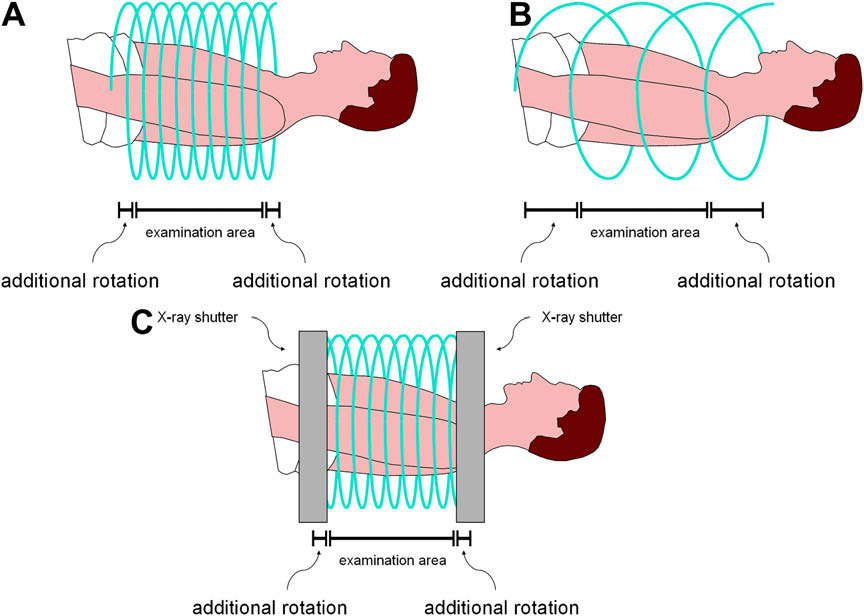 A
examination area
additional rotation
additional rotation
B
examination area
additional rotation
additional rotation
C
X-ray shutter
X-ray shutter
examination area
additional rotation
additional rotation